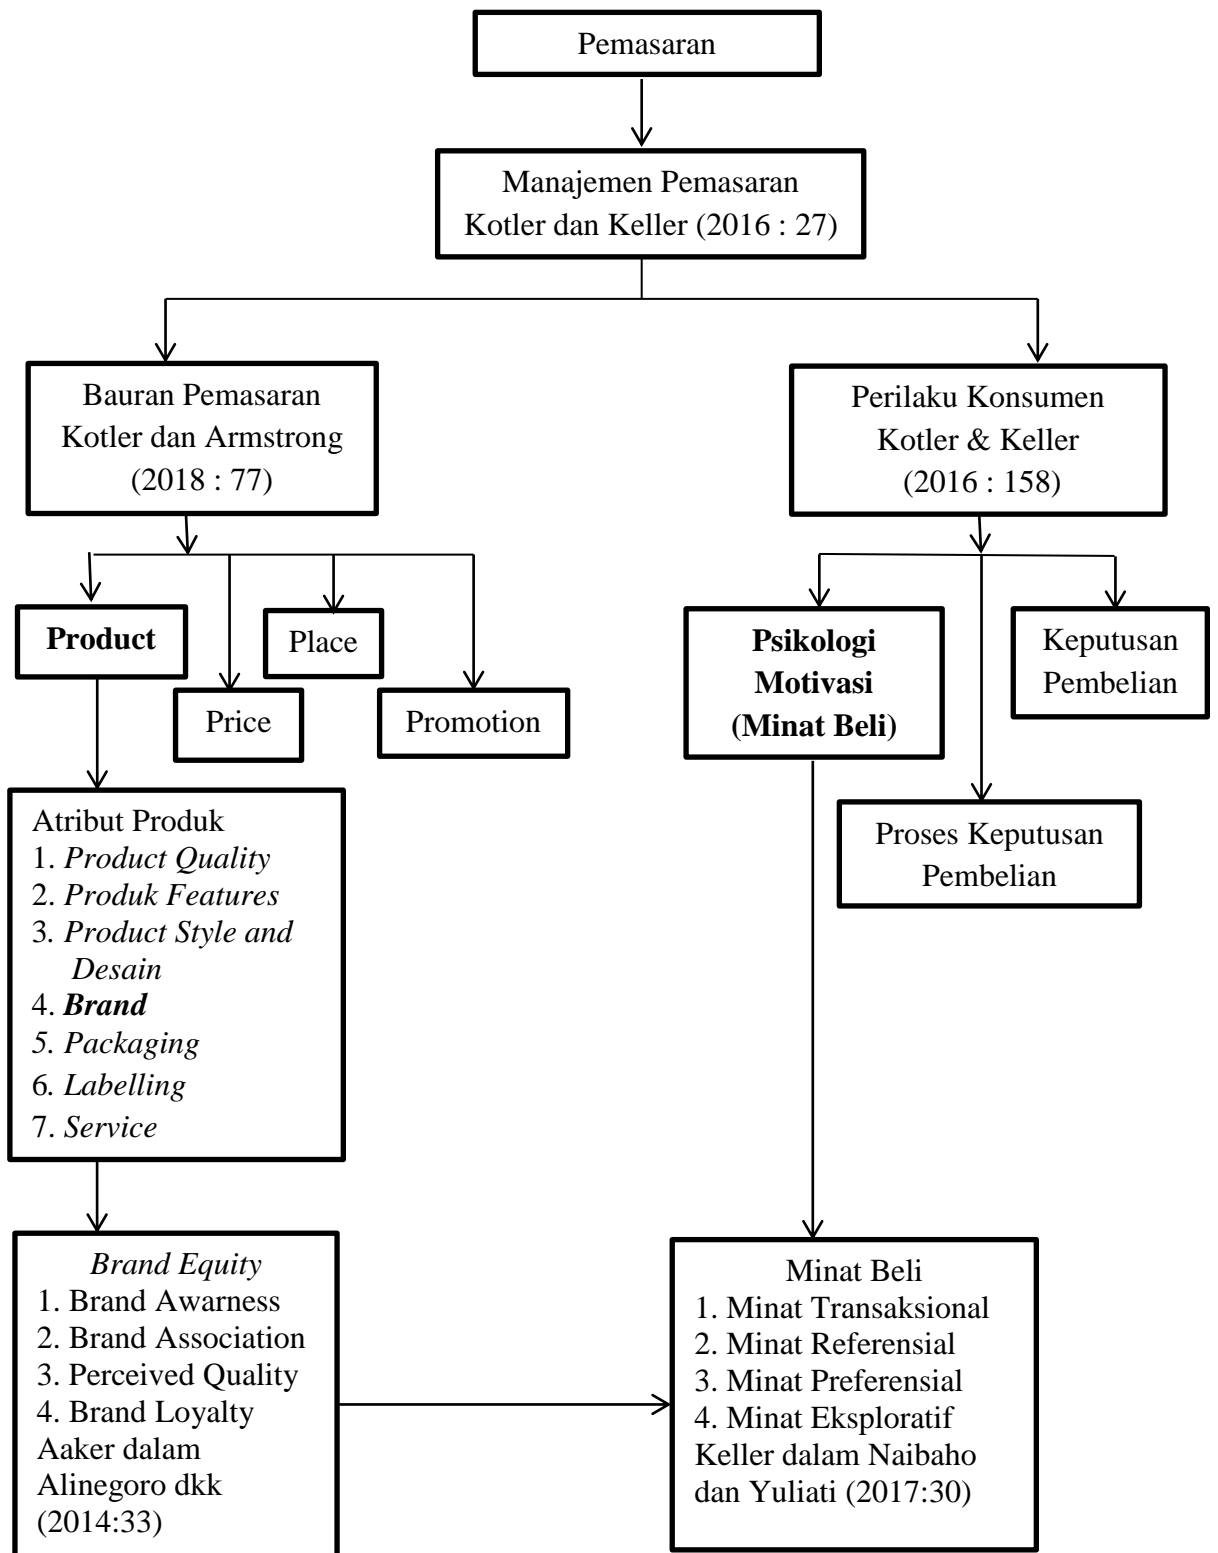 Pemasaran
Manajemen Pemasaran
Kotler dan Keller (2016 : 27)
Bauran Pemasaran
Kotler dan Armstrong
(2018 : 77)
Perilaku Konsumen
Kotler & Keller
(2016 : 158)
Product
Place
Price
Promotion
Psikologi
Motivasi
(Minat Beli)
Keputusan
Pembelian
Proses Keputusan
Pembelian
Atribut Produk
1. Product Quality
2. Produk Features
3. Product Style and
Desain
4. Brand
5. Packaging
6. Labelling
7. Service
Brand Equity
1. Brand Awarness
2. Brand Association
3. Perceived Quality
4. Brand Loyalty
Aaker dalam
Alinegoro dkk
(2014:33)
Minat Beli
1. Minat Transaksional
2. Minat Referensial
3. Minat Preferensial
4. Minat Eksploratif
Keller dalam Naibaho
dan Yuliati (2017:30)